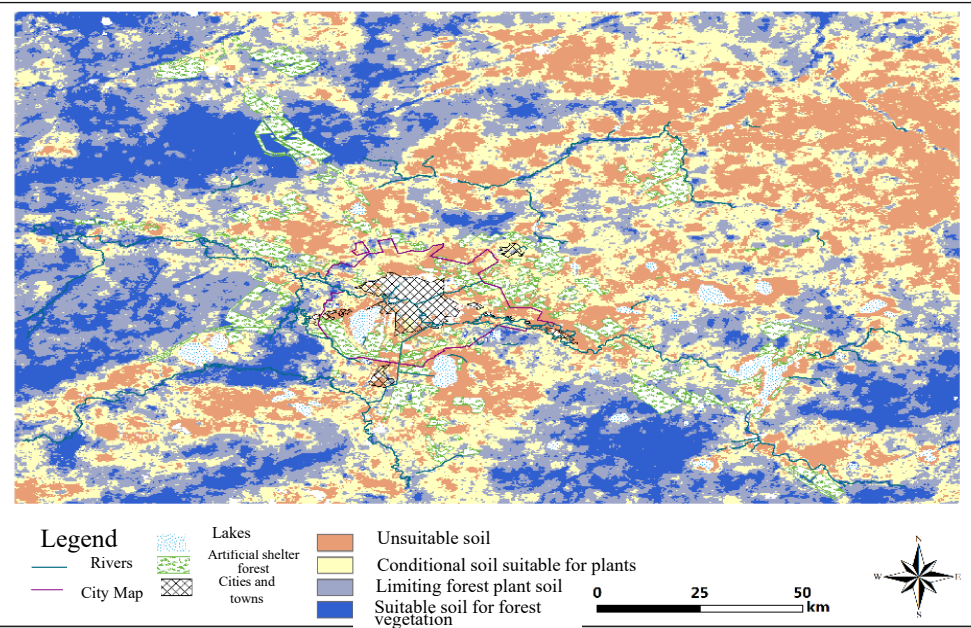 Legend
Rivers
City Map
Lakes
Artificial shelter
forest
Cities and
towns
Unsuitable soil
Conditional soil suitable for plants
Limiting forest plant soil
Suitable soil for forest
vegetation
0 25 50
km
N
W E
S